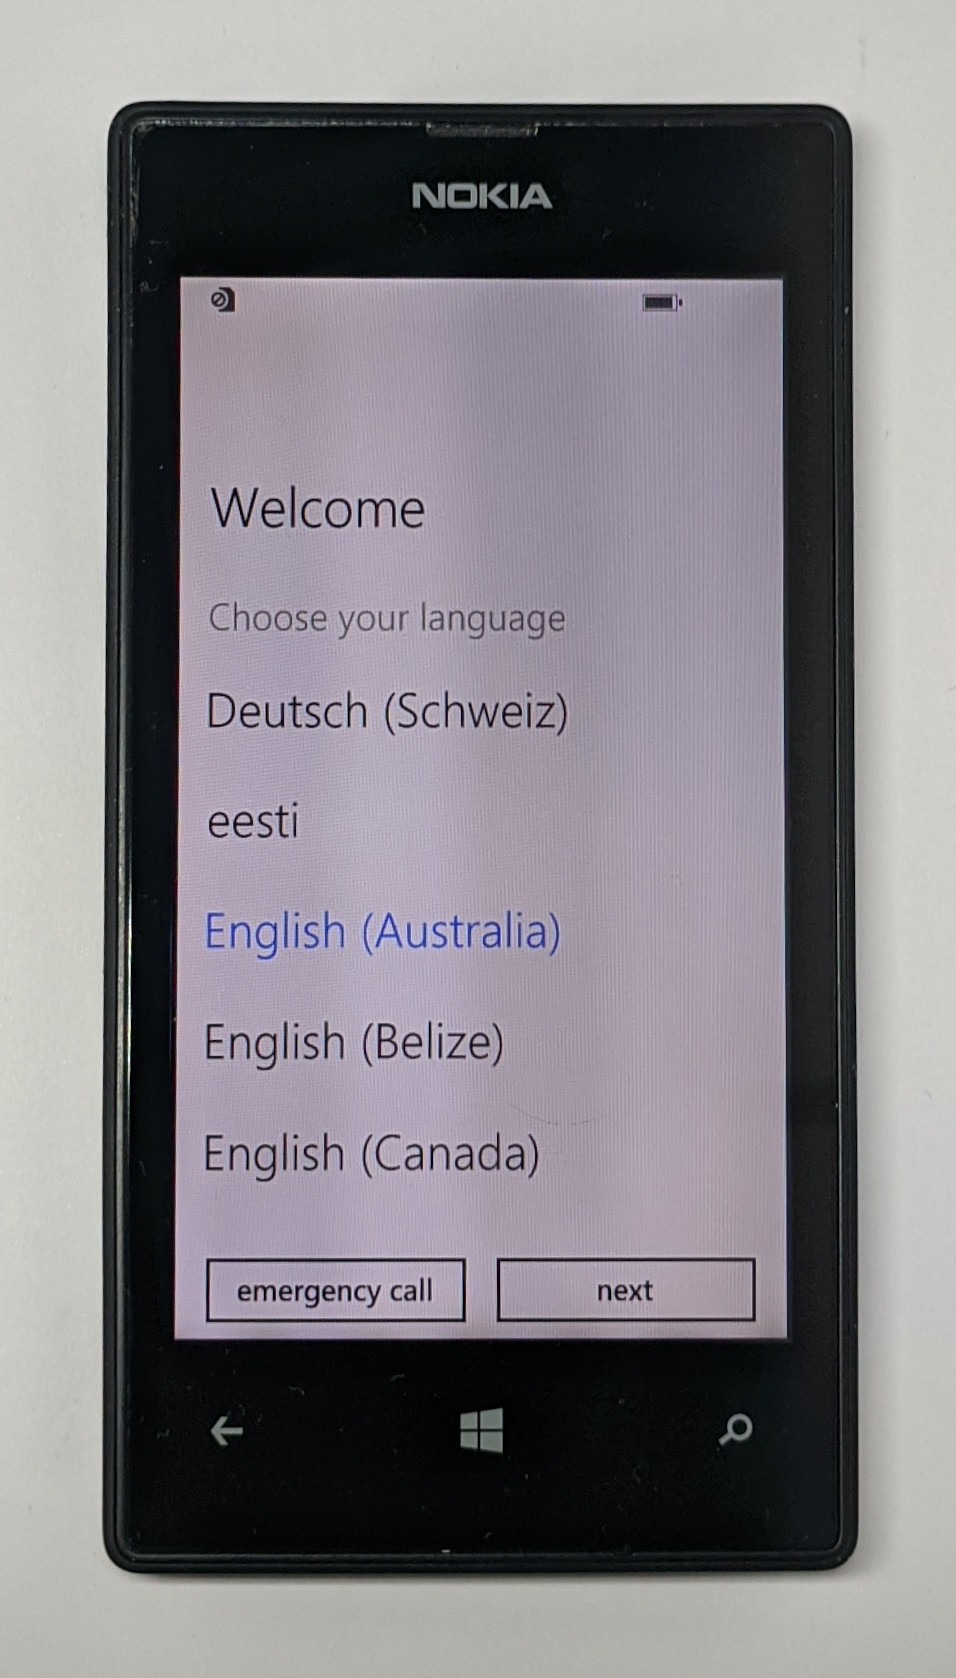 NOKIA
Welcome
Choose your language
Deutsch (Schweiz)
eesti
English (Australia)
English (Belize)
English (Canada)
emergency call next